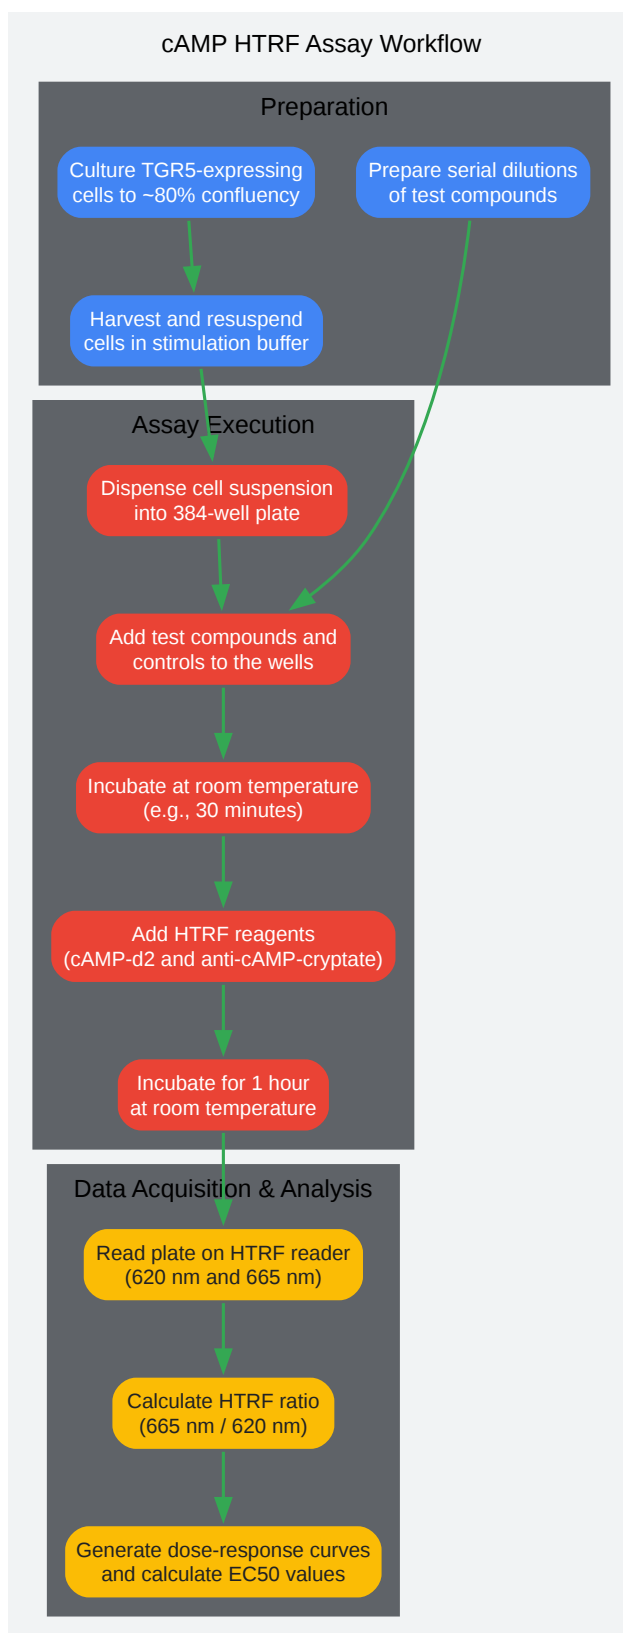 cAMP HTRF Assay Workflow
Preparation
Culture TGR5-expressing
cells to ~80% confluency
Prepare serial dilutions
of test compounds
Harvest and resuspend
cells in stimulation buffer
Assay Execution
Dispense cell suspension
into 384-well plate
Add test compounds and
controls to the wells
Incubate at room temperature
(e.g., 30 minutes)
Add HTRF reagents
(cAMP-d2 and anti-cAMP-cryptate)
Incubate for 1 hour
at room temperature
Data Acquisition & Analysis
Read plate on HTRF reader
(620 nm and 665 nm)
Calculate HTRF ratio
(665 nm / 620 nm)
Generate dose-response curves
and calculate EC50 values